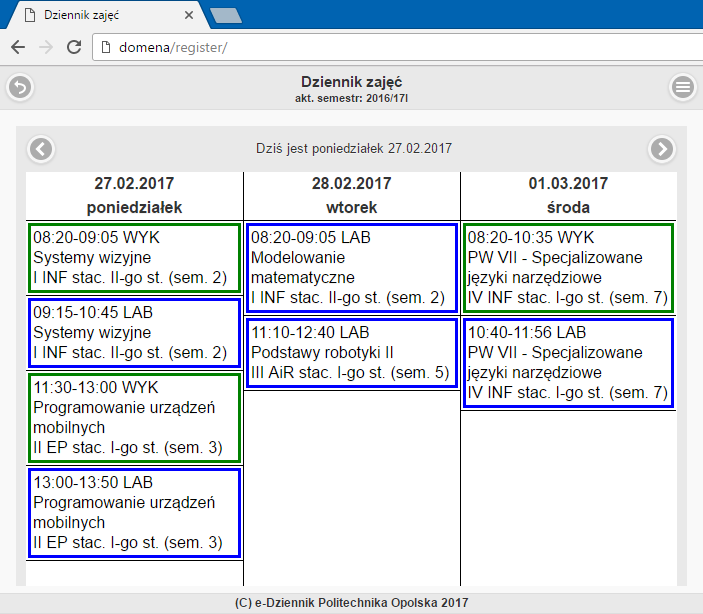 Dziennik zajęć
domena/register/
Dziennik zajęć
akt. semestr: 2016/17l
Dziś jest poniedziałek 27.02.2017
27.02.2017
poniedziałek
08:20-09:05 WYK
Systemy wizyjne
I INF stac. II-go st. (sem. 2)
09:15-10:45 LAB
Systemy wizyjne
I INF stac. II-go st. (sem. 2)
11:30-13:00 WYK
Programowanie urządzeń
mobilnych
II EP stac. I-go st. (sem. 3)
13:00-13:50 LAB
Programowanie urządzeń
mobilnych
II EP stac. I-go st. (sem. 3)
28.02.2017
wtorek
08:20-09:05 LAB
Modelowanie
matematyczne
I INF stac. II-go st. (sem. 2)
11:10-12:40 LAB
Podstawy robotyki II
III AiR stac. I-go st. (sem. 5)
01.03.2017
środa
08:20-10:35 WYK
PW VII - Specjalizowane
języki narzędziowe
IV INF stac. I-go st. (sem. 7)
10:40-11:56 LAB
PW VII - Specjalizowane
języki narzędziowe
IV INF stac. I-go st. (sem. 7)
(C) e-Dziennik Politechnika Opolska 2017